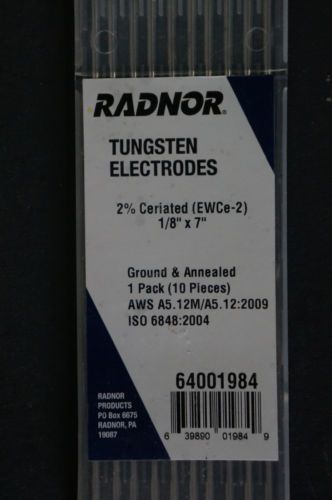 RADNOR®
TUNGSTEN
ELECTRODES
2% Ceriated (EWCe-2)
1/8" x 7"
Ground & Annealed
1 Pack (10 Pieces)
AWS A5.12M/A5.12:2009
ISO 6848:2004
64001984
RADNOR
PRODUCTS
PO Box 6675
RADNOR, PA
19087
6 39890 01984 9